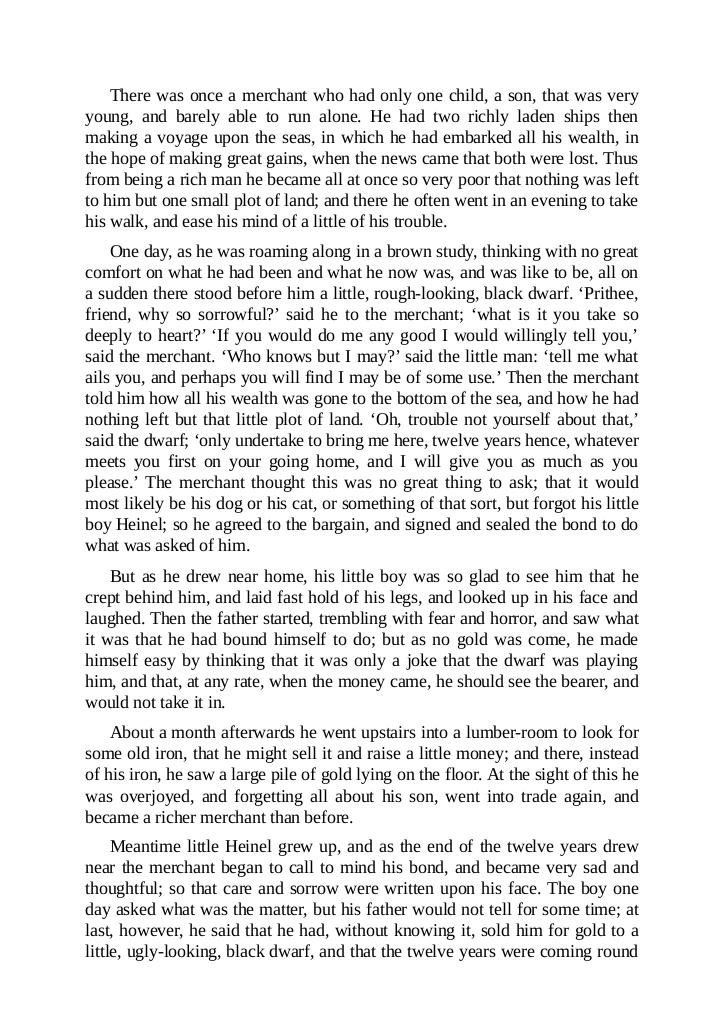 There was once a merchant who had only one child, a son, that was very
young, and barely able to run alone. He had two richly laden ships then
making a voyage upon the seas, in which he had embarked all his wealth, in
the hope of making great gains, when the news came that both were lost. Thus
from being a rich man he became all at once so very poor that nothing was left
to him but one small plot of land; and there he often went in an evening to take
his walk, and ease his mind of a little of his trouble.
One day, as he was roaming along in a brown study, thinking with no great
comfort on what he had been and what he now was, and was like to be, all on
a sudden there stood before him a little, rough-looking, black dwarf. ‘Prithee,
friend, why so sorrowful?’ said he to the merchant; ‘what is it you take so
deeply to heart?’ ‘If you would do me any good I would willingly tell you,’
said the merchant. ‘Who knows but I may?’ said the little man: ‘tell me what
ails you, and perhaps you will find I may be of some use.’ Then the merchant
told him how all his wealth was gone to the bottom of the sea, and how he had
nothing left but that little plot of land. ‘Oh, trouble not yourself about that,’
said the dwarf; ‘only undertake to bring me here, twelve years hence, whatever
meets you first on your going home, and I will give you as much as you
please.’ The merchant thought this was no great thing to ask; that it would
most likely be his dog or his cat, or something of that sort, but forgot his little
boy Heinel; so he agreed to the bargain, and signed and sealed the bond to do
what was asked of him.
But as he drew near home, his little boy was so glad to see him that he
crept behind him, and laid fast hold of his legs, and looked up in his face and
laughed. Then the father started, trembling with fear and horror, and saw what
it was that he had bound himself to do; but as no gold was come, he made
himself easy by thinking that it was only a joke that the dwarf was playing
him, and that, at any rate, when the money came, he should see the bearer, and
would not take it in.
About a month afterwards he went upstairs into a lumber-room to look for
some old iron, that he might sell it and raise a little money; and there, instead
of his iron, he saw a large pile of gold lying on the floor. At the sight of this he
was overjoyed, and forgetting all about his son, went into trade again, and
became a richer merchant than before.
Meantime little Heinel grew up, and as the end of the twelve years drew
near the merchant began to call to mind his bond, and became very sad and
thoughtful; so that care and sorrow were written upon his face. The boy one
day asked what was the matter, but his father would not tell for some time; at
last, however, he said that he had, without knowing it, sold him for gold to a
little, ugly-looking, black dwarf, and that the twelve years were coming round